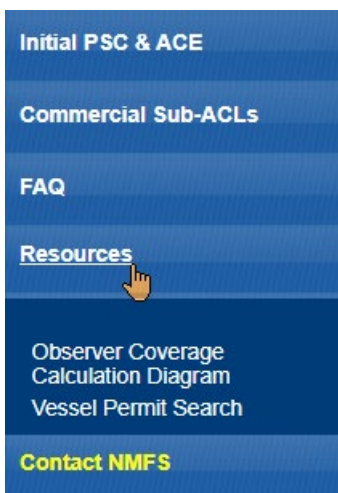 Initial PSC & ACE
Commercial Sub-ACLs
FAQ
Resources
Observer Coverage
Calculation Diagram
Vessel Permit Search
Contact NMFS